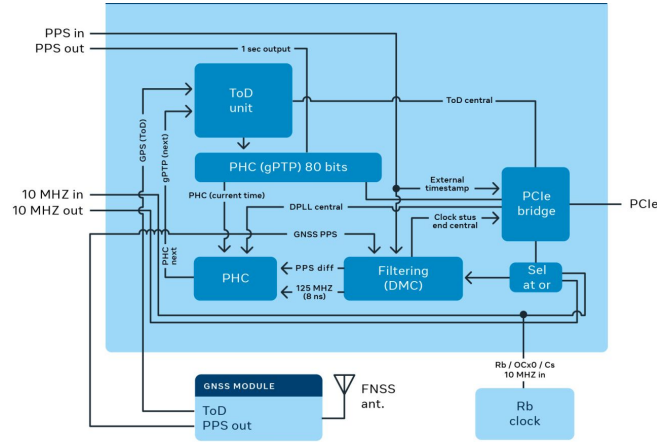 PPS in
PPS out
1 sec output
ToD
unit
ToD central
GPS (ToD)
gPTP (next)
PHC (gPTP) 80 bits
PHC (current time)
External
timestamp
PCIe
bridge
PCIe
10 MHZ in
10 MHZ out
DPLL central
Clock stus
end central
GNSS PPS
PHC
next
PHC
PPS diff
125 MHZ
(8 ns)
Filtering
(DMC)
Sel
at or
Rb / OCx0 / Cs
10 MHZ in
GNSS MODULE
ToD
PPS out
FNSS
ant.
Rb
clock